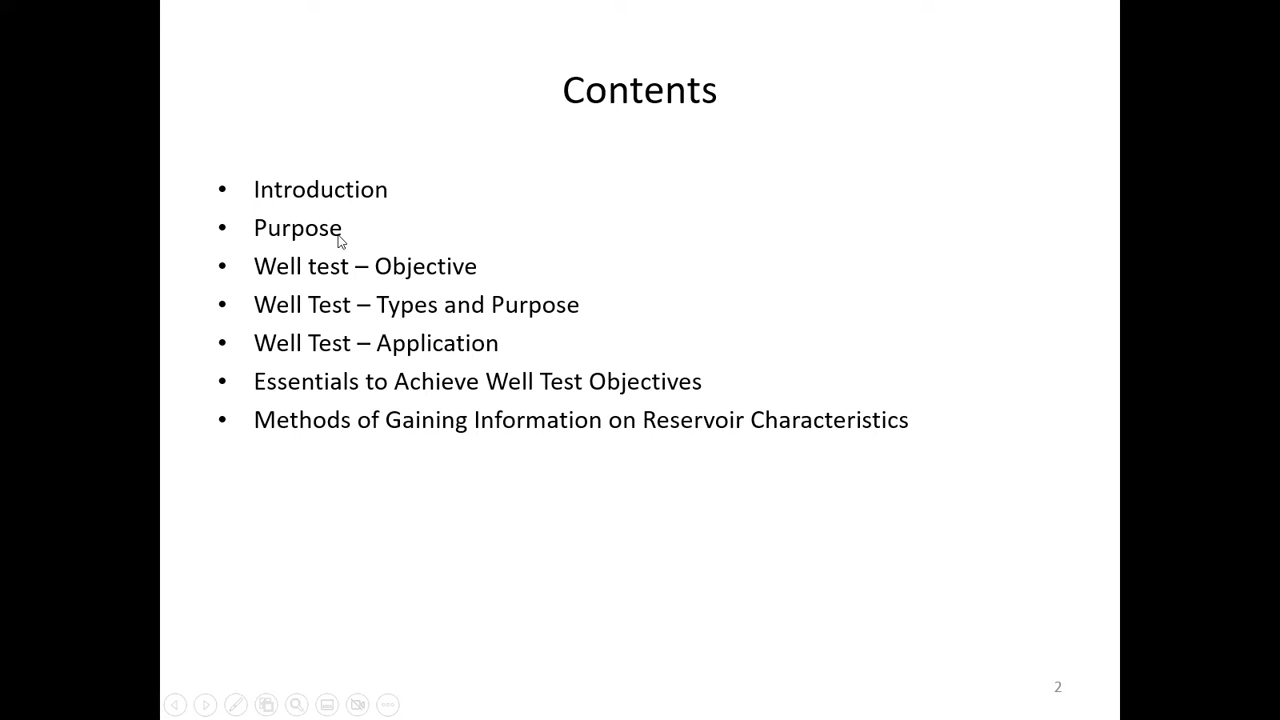 Contents
• Introduction
• Purpose
• Well test – Objective
• Well Test – Types and Purpose
• Well Test – Application
• Essentials to Achieve Well Test Objectives
• Methods of Gaining Information on Reservoir Characteristics
2